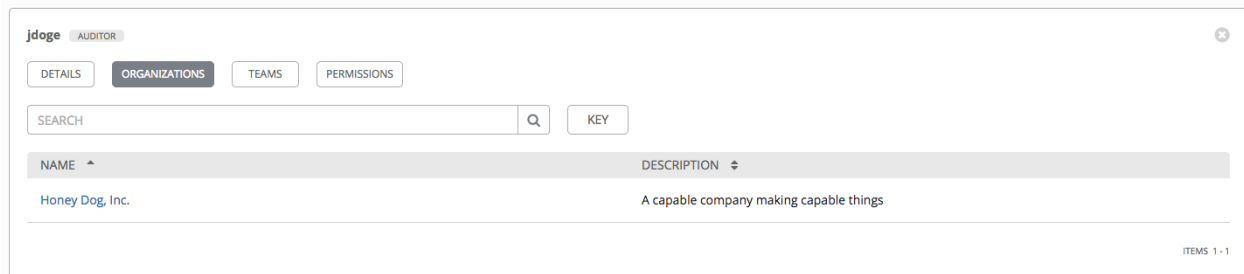 jdoge AUDITOR
DETAILS ORGANIZATIONS TEAMS PERMISSIONS
SEARCH KEY
NAME DESCRIPTION
Honey Dog, Inc. A capable company making capable things
ITEMS 1 - 1